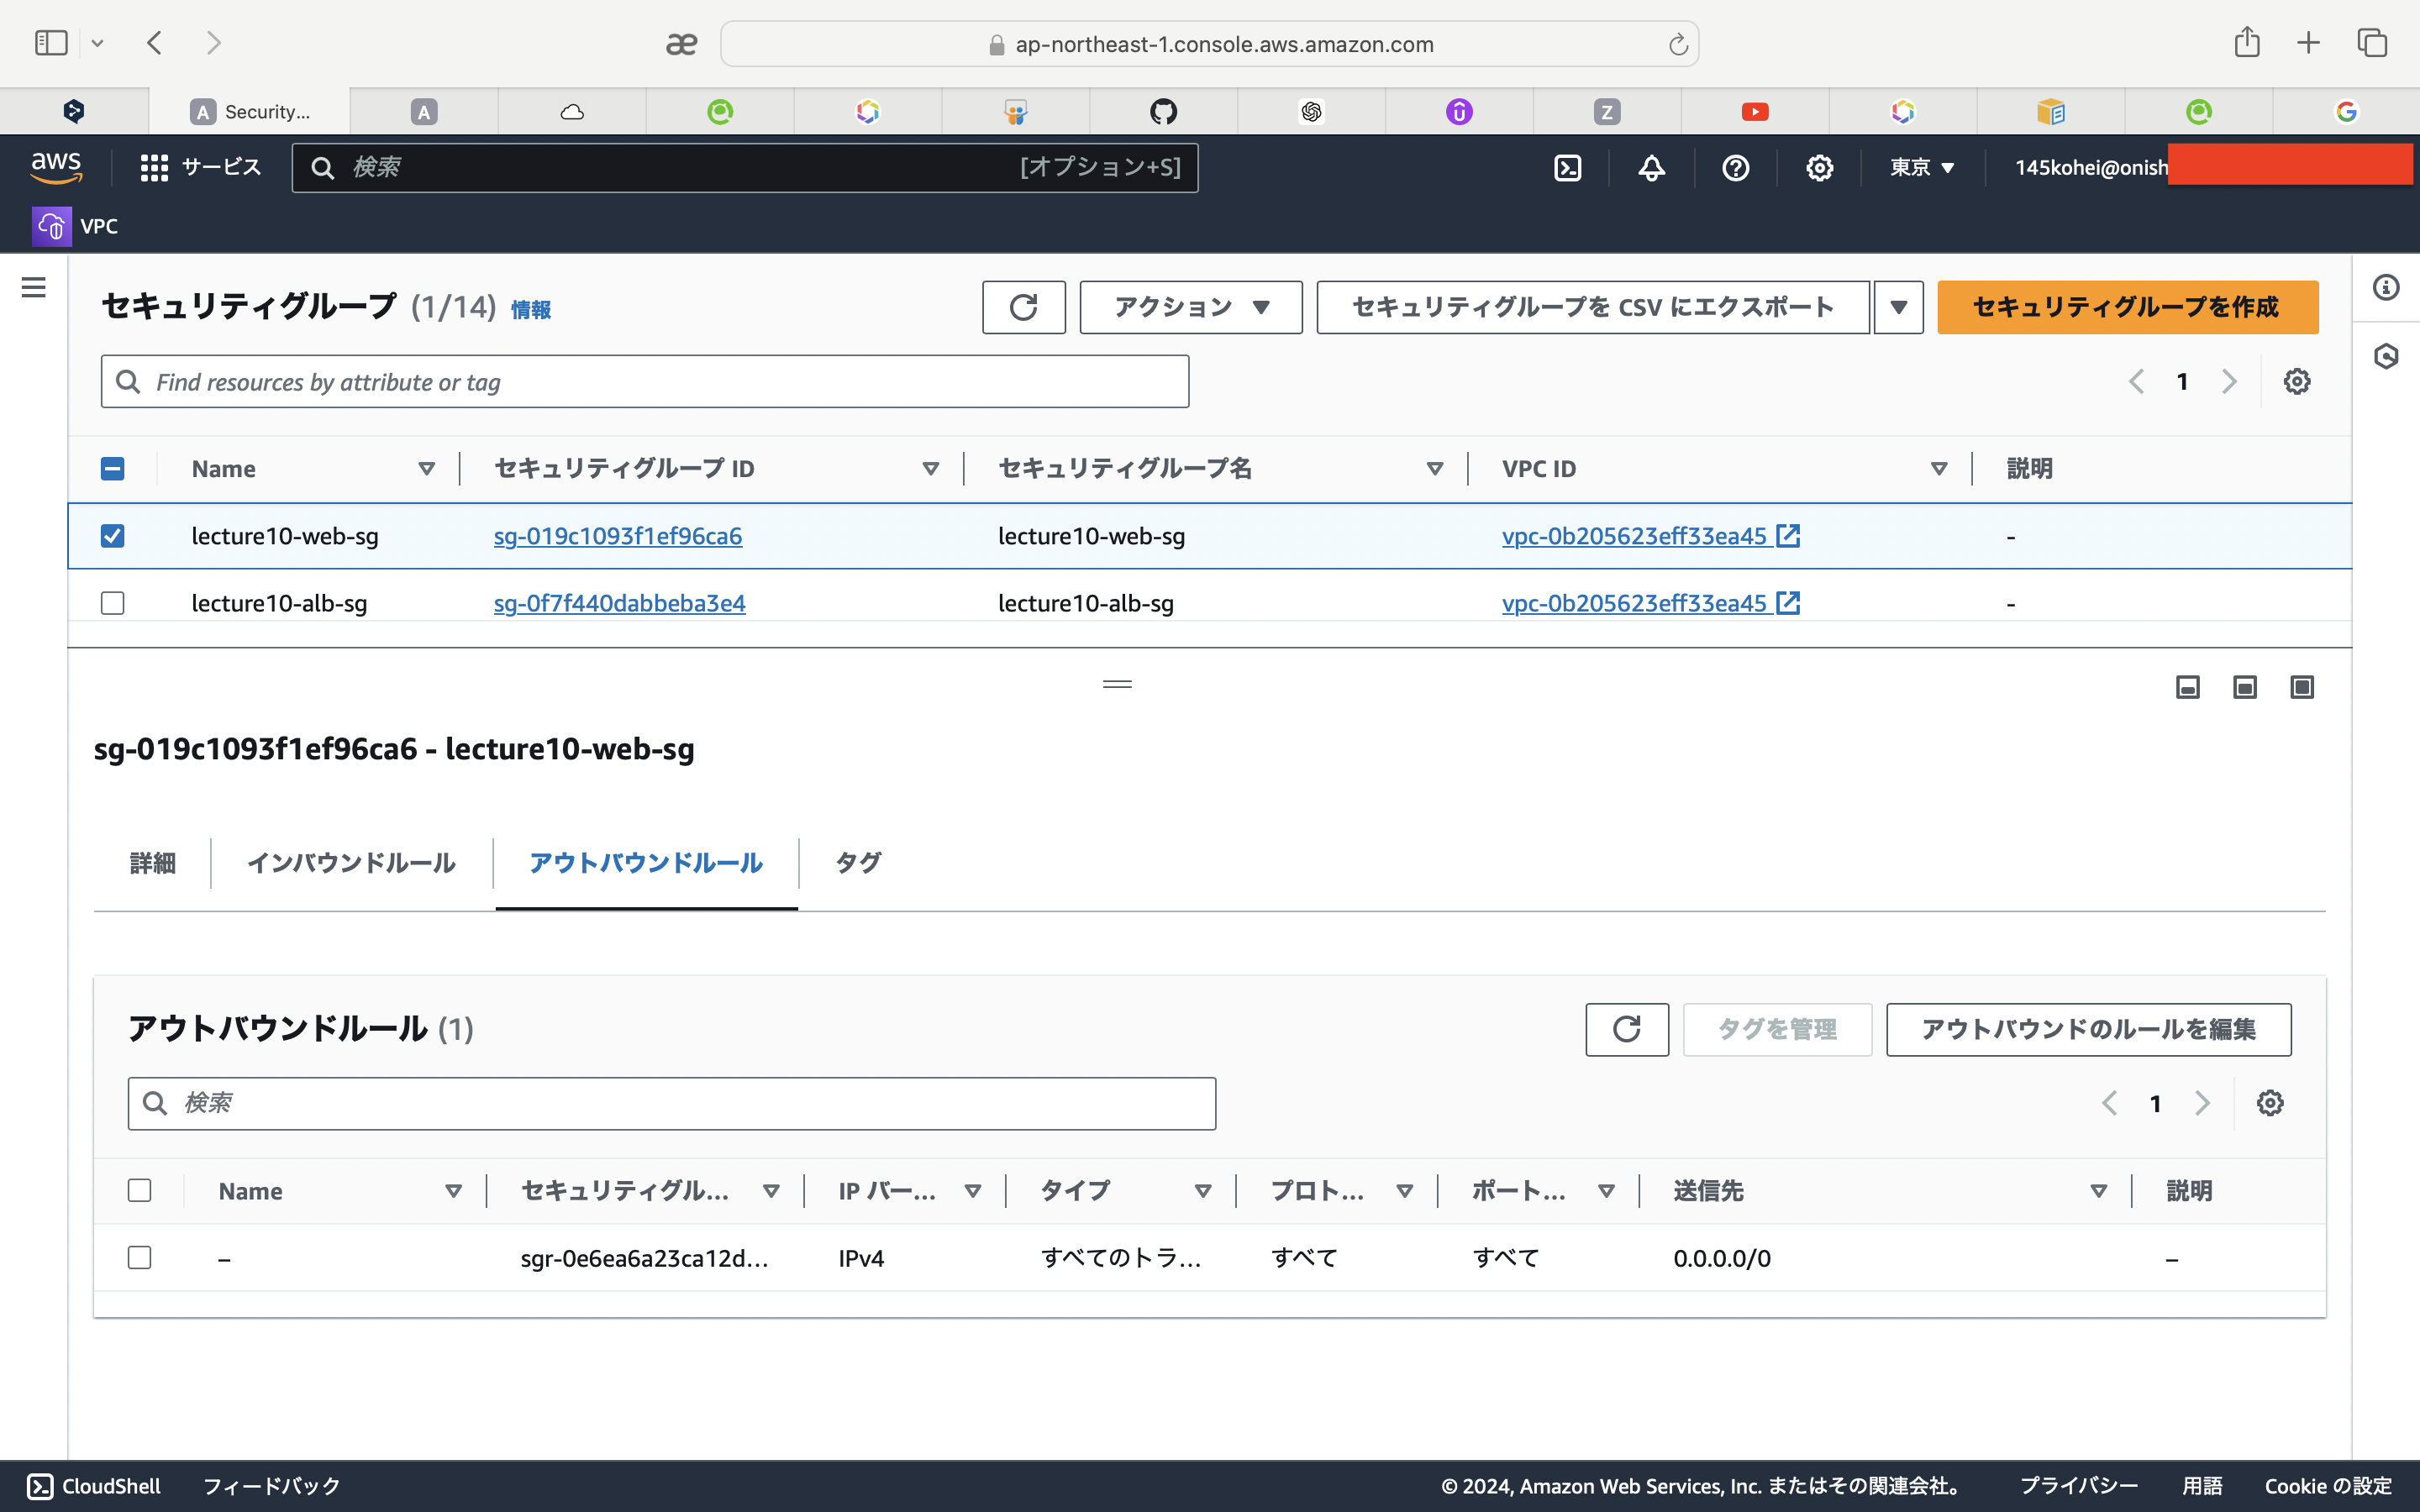 ap-northeast-1.console.aws.amazon.com
A Security...
A
Z
aws
サービス
検索
[オプション+S]
東京
145kohei@onish
VPC
セキュリティグループ (1/14) 情報
アクション
セキュリティグループを CSV にエクスポート
セキュリティグループを作成
Find resources by attribute or tag
1
Name セキュリティグループ ID セキュリティグループ名 VPC ID 説明
lecture10-web-sg sg-019c1093f1ef96ca6 lecture10-web-sg vpc-0b205623eff33ea45 -
lecture10-alb-sg sg-0f7f440dabbeba3e4 lecture10-alb-sg vpc-0b205623eff33ea45 -
sg-019c1093f1ef96ca6 - lecture10-web-sg
詳細 インバウンドルール アウトバウンドルール タグ
アウトバウンドルール (1)
タグを管理
アウトバウンドのルールを編集
検索
1
Name セキュリティグル... IP バー... タイプ プロト... ポート... 送信先 説明
– sgr-0e6ea6a23ca12d... IPv4 すべてのトラ... すべて すべて 0.0.0.0/0 –
CloudShell フィードバック © 2024, Amazon Web Services, Inc. またはその関連会社。 プライバシー 用語 Cookie の設定